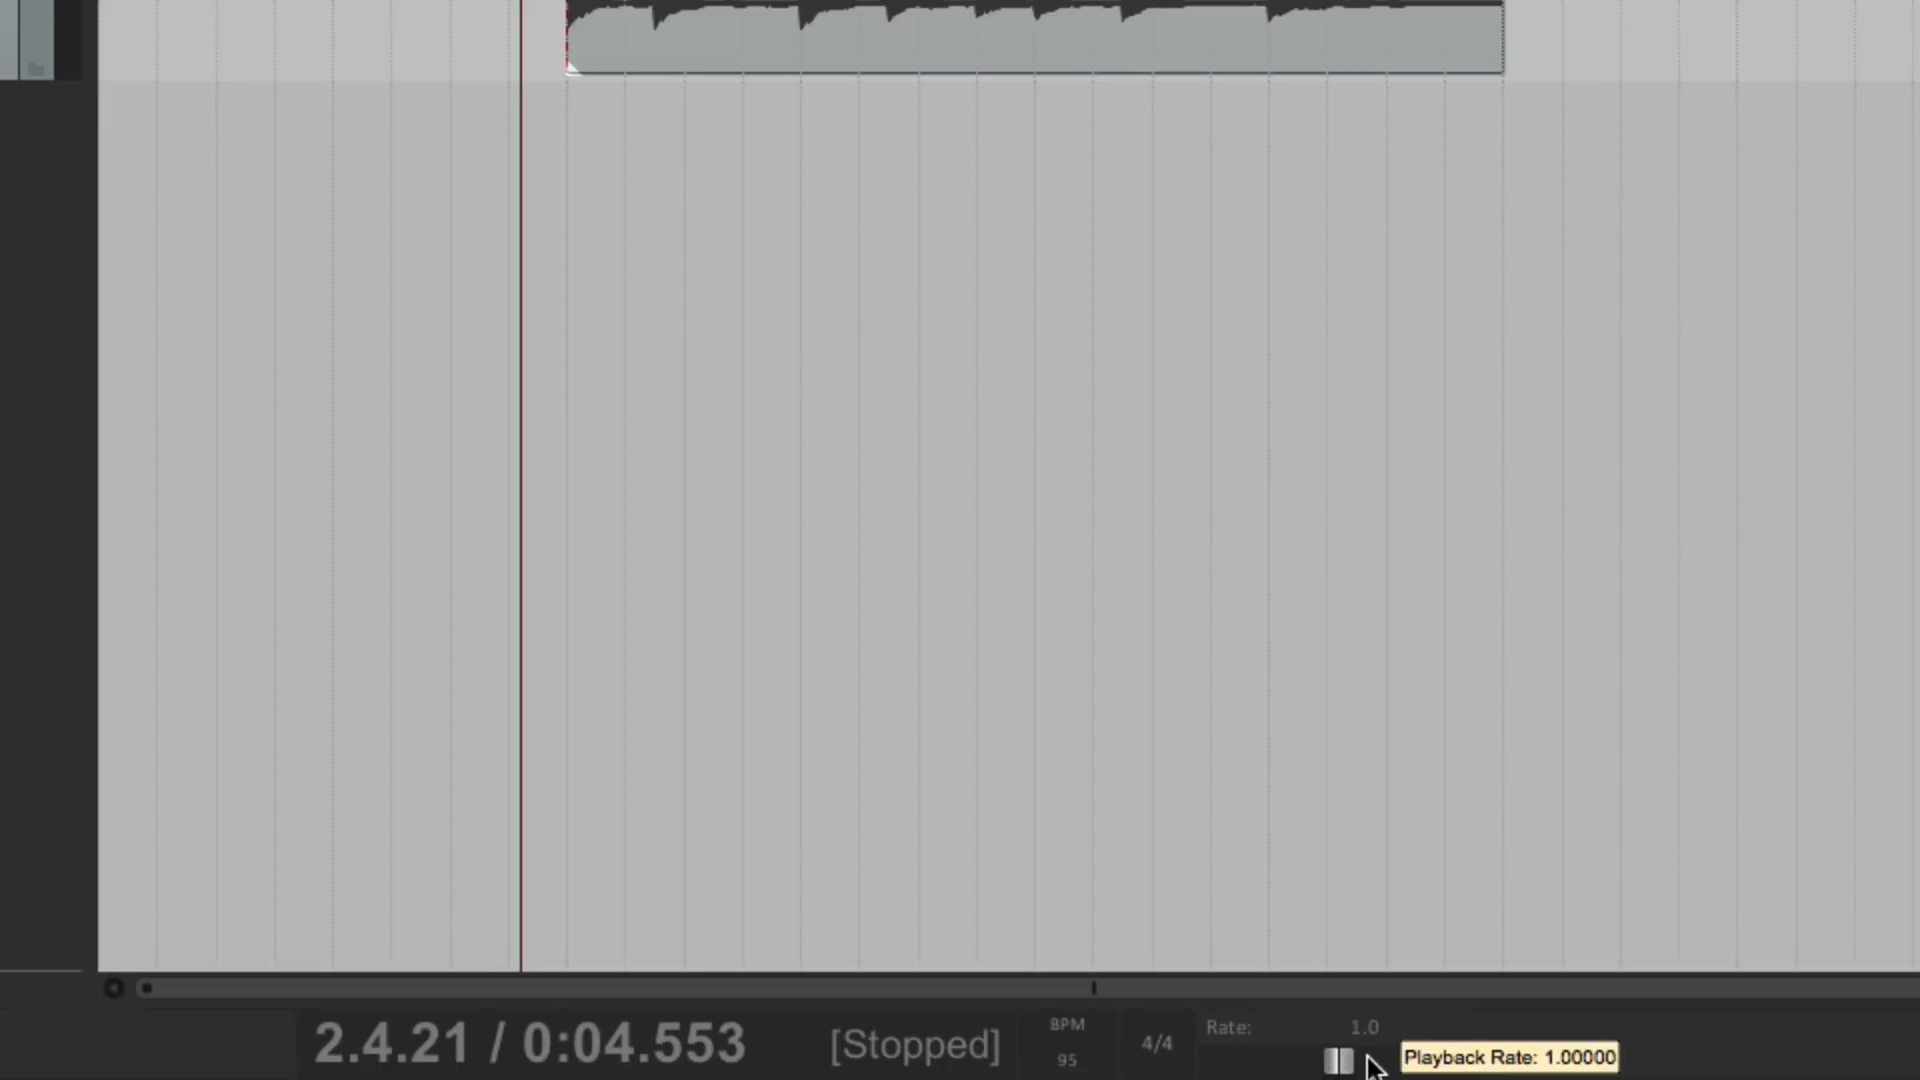 2.4.21 / 0:04.553
[Stopped]
BPM
95
4/4
Rate: 1.0
Playback Rate: 1.00000